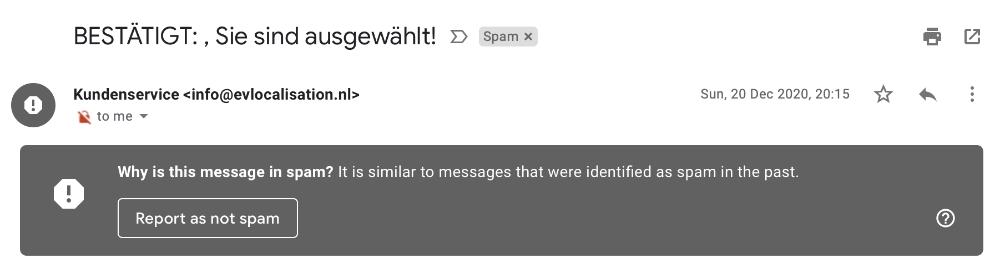 BESTÄTIGT: , Sie sind ausgewählt! Spam ×
Kundenservice <info@evlocalisation.nl> Sun, 20 Dec 2020, 20:15
to me
Why is this message in spam? It is similar to messages that were identified as spam in the past.
Report as not spam